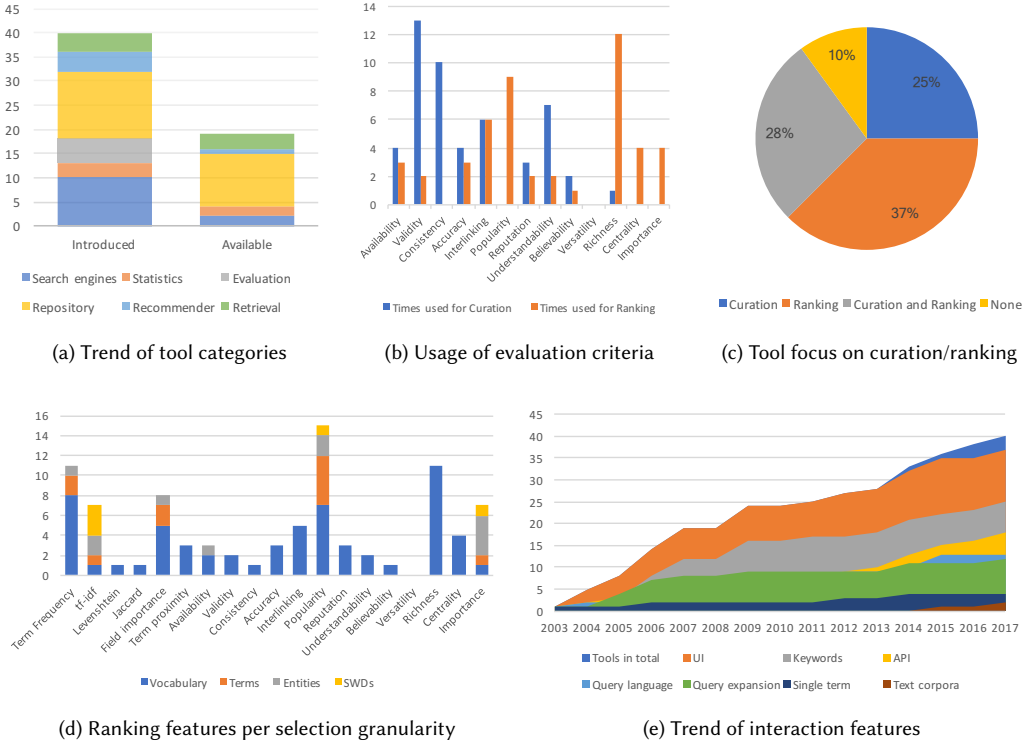 45
40
35
30
25
20
15
10
5
0
Introduced Available
Search engines Statistics Evaluation
Repository Recommender Retrieval
(a) Trend of tool categories
14
12
10
8
6
4
2
0
Availability
Validity
Consistency
Accuracy
Interlinking
Popularity
Reputation
Understandability
Believability
Versatility
Richness
Centrality
Importance
Times used for Curation Times used for Ranking
(b) Usage of evaluation criteria
10%
25%
28%
37%
Curation Ranking Curation and Ranking None
(c) Tool focus on curation/ranking
16
14
12
10
8
6
4
2
0
Term Frequency
tf-idf
Levenshtein
Jaccard
Field Importance
Term proximity
Availability
Validity
Consistency
Accuracy
Interlinking
Popularity
Reputation
Understandability
Believability
Versatility
Richness
Centrality
Importance
Vocabulary Terms Entities SWDs
(d) Ranking features per selection granularity
45
40
35
30
25
20
15
10
5
0
2003 2004 2005 2006 2007 2008 2009 2010 2011 2012 2013 2014 2015 2016 2017
Tools in total UI Keywords API
Query language Query expansion Single term Text corpora
(e) Trend of interaction features